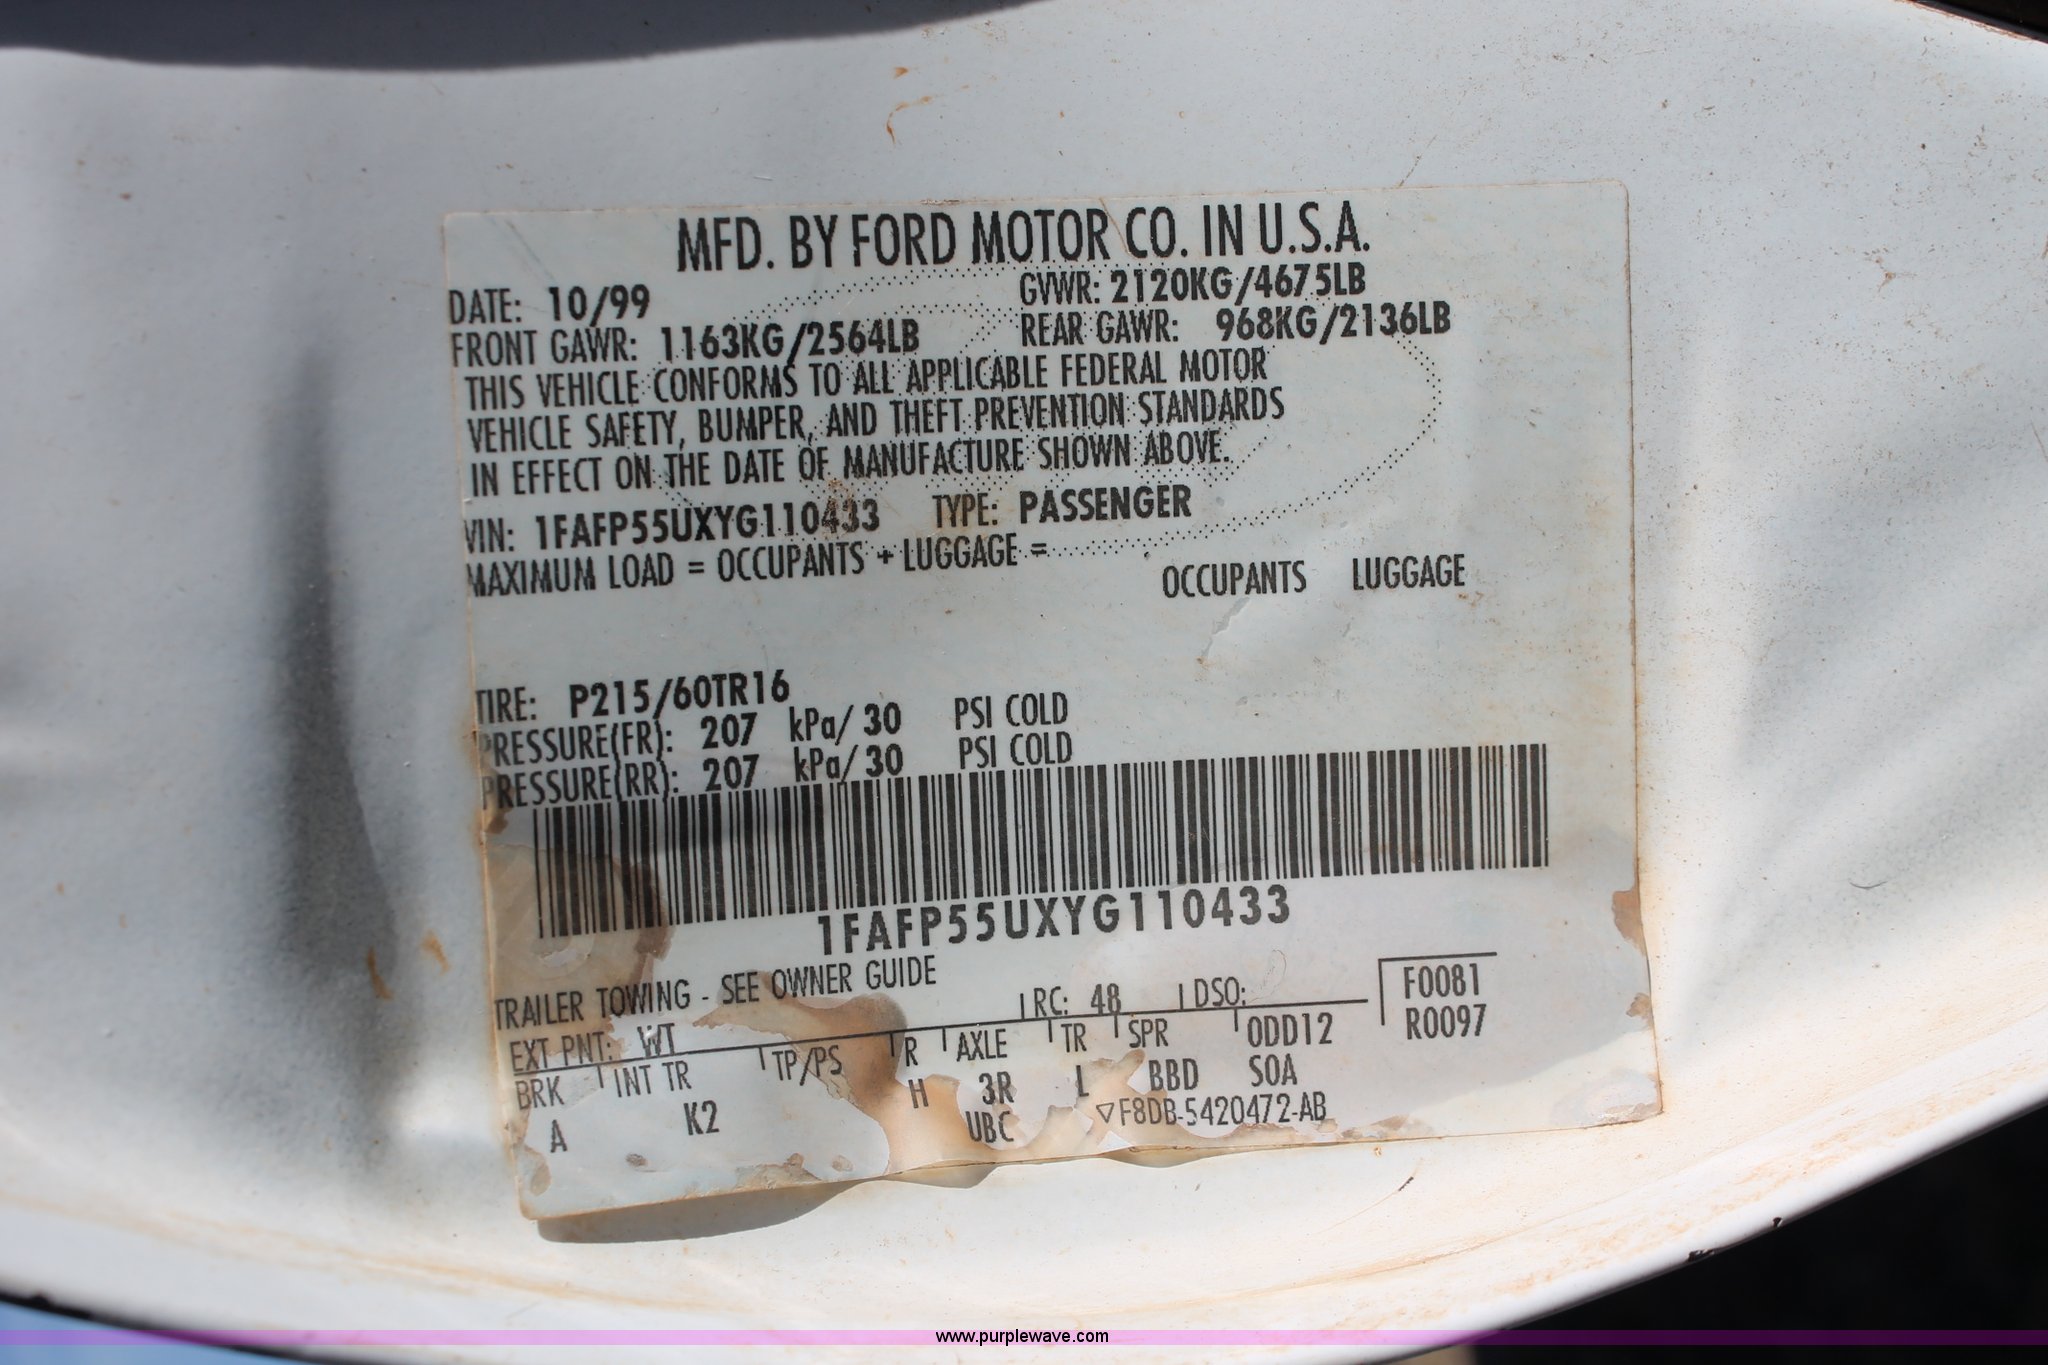 MFD. BY FORD MOTOR CO. IN U.S.A.
DATE: 10/99 GVWR: 2120KG/4675LB
FRONT GAWR: 1163KG/2564LB REAR GAWR: 968KG/2136LB
THIS VEHICLE CONFORMS TO ALL APPLICABLE FEDERAL MOTOR
VEHICLE SAFETY, BUMPER, AND THEFT PREVENTION STANDARDS
IN EFFECT ON THE DATE OF MANUFACTURE SHOWN ABOVE.
VIN: 1FAFP55UXYG110433 TYPE: PASSENGER
MAXIMUM LOAD = OCCUPANTS + LUGGAGE =
OCCUPANTS LUGGAGE
TIRE: P215/60TR16
PRESSURE(FR): 207 kPa/ 30 PSI COLD
PRESSURE(RR): 207 kPa/ 30 PSI COLD
1FAFP55UXYG110433
TRAILER TOWING - SEE OWNER GUIDE
EXT PNT: WT RC: 48 DSO: F0081
R0097
BRK INT TR TP/PS R AXLE TR SPR ODD12
A K2 H 3R L BBD SOA
UBC ▽F8DB-5420472-AB
www.purplewave.com